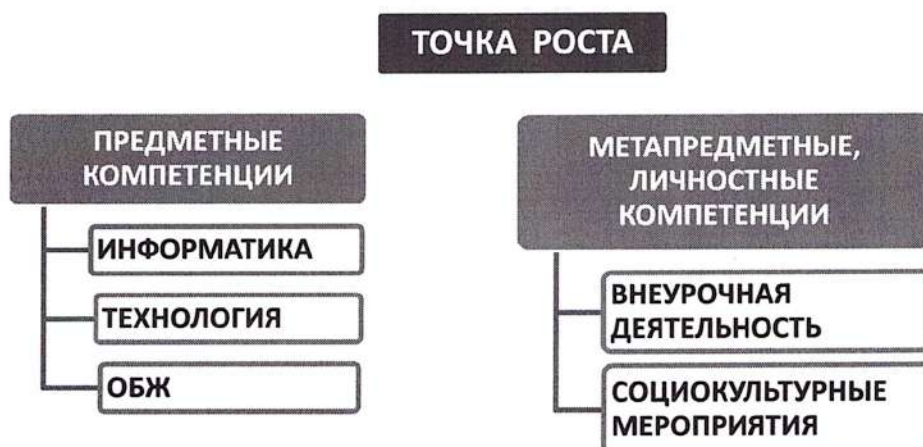 ТОЧКА РОСТА
ПРЕДМЕТНЫЕ
КОМПЕТЕНЦИИ
ИНФОРМАТИКА
ТЕХНОЛОГИЯ
ОБЖ
МЕТАПРЕДМЕТНЫЕ,
ЛИЧНОСТНЫЕ
КОМПЕТЕНЦИИ
ВНЕУРОЧНАЯ
ДЕЯТЕЛЬНОСТЬ
СОЦИОКУЛЬТУРНЫЕ
МЕРОПРИЯТИЯ